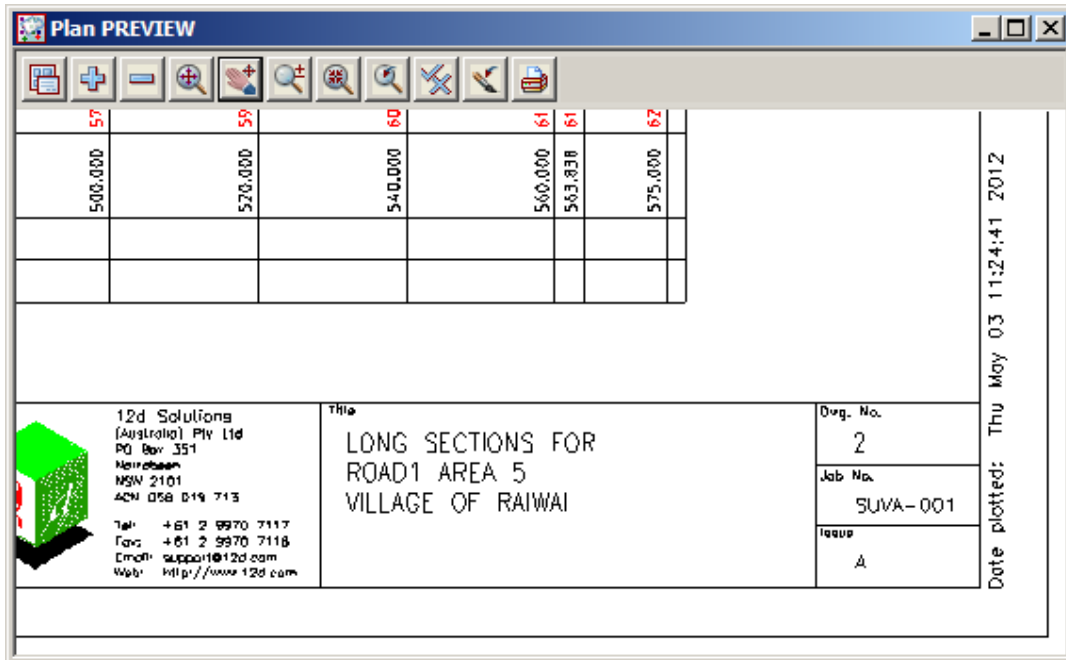 Plan PREVIEW
57 59 60 61 61 62
500.000 520.000 540.000 560.000 563.838 575.000
12d Solutions
(Australia) Pty Ltd
PO Box 351
Narrabeen
NSW 2101
ACN 058 019 713
Tel: +61 2 9970 7117
Fax: +61 2 9970 7118
Email: support@12d.com
Web: http://www.12d.com
Title
LONG SECTIONS FOR
ROAD1 AREA 5
VILLAGE OF RAIWAI
Dwg. No.
2
Job No.
SUVA-001
Issue
A
Date plotted: Thu May 03 11:24:41 2012